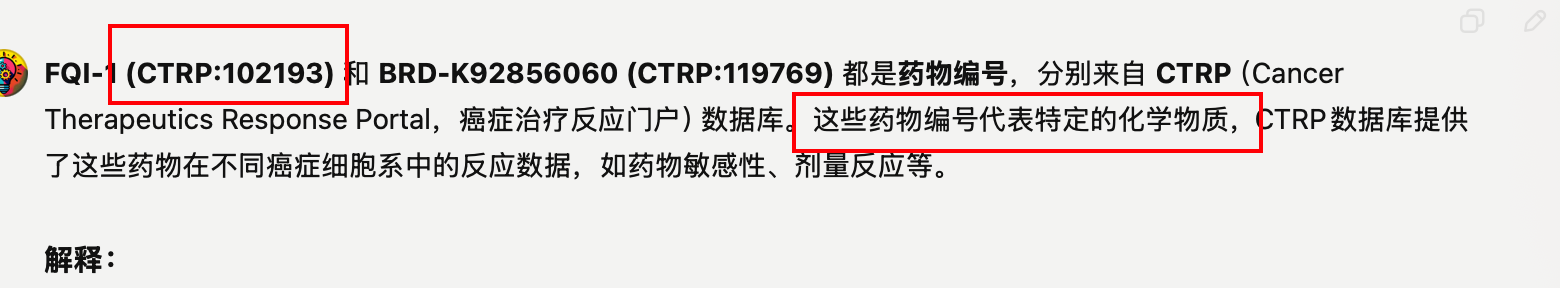 FQI-1 (CTRP:102193) 和 BRD-K92856060 (CTRP:119769) 都是药物编号，分别来自 CTRP（Cancer
Therapeutics Response Portal，癌症治疗反应门户）数据库。这些药物编号代表特定的化学物质，CTRP数据库提供
了这些药物在不同癌症细胞系中的反应数据，如药物敏感性、剂量反应等。
解释：